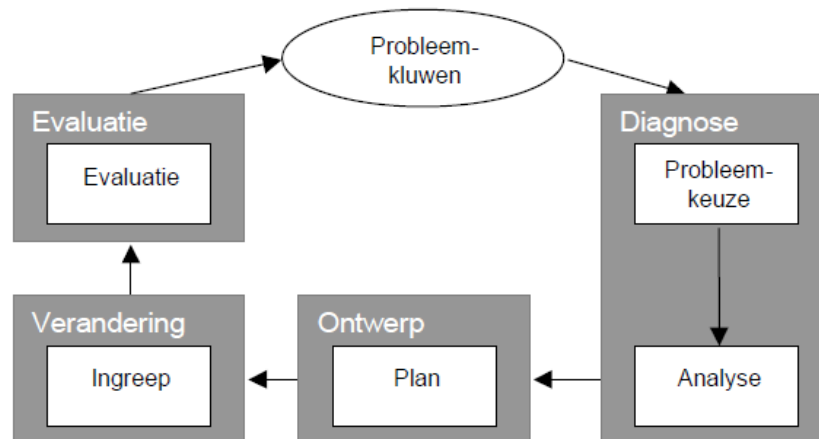 Probleem-
kluwen
Evaluatie
Evaluatie
Diagnose
Probleem-
keuze
Verandering
Ingreep
Ontwerp
Plan
Analyse